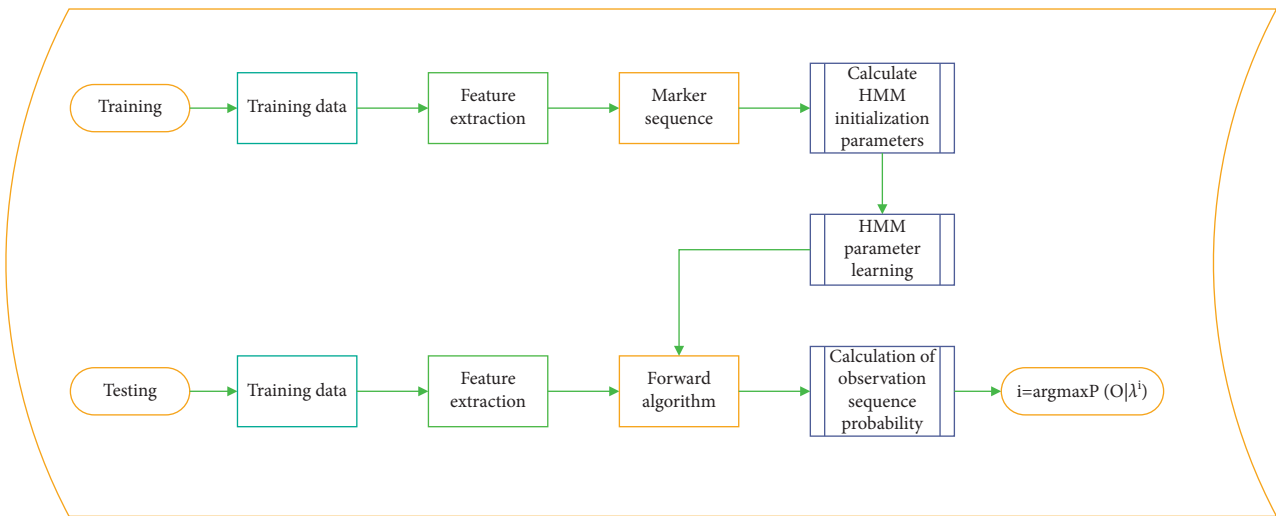 Training
Training data
Feature
extraction
Marker
sequence
Calculate
HMM
initialization
parameters
HMM
parameter
learning
Testing
Training data
Feature
extraction
Forward
algorithm
Calculation of
observation
sequence
probability
i=argmaxP (O|λⁱ)